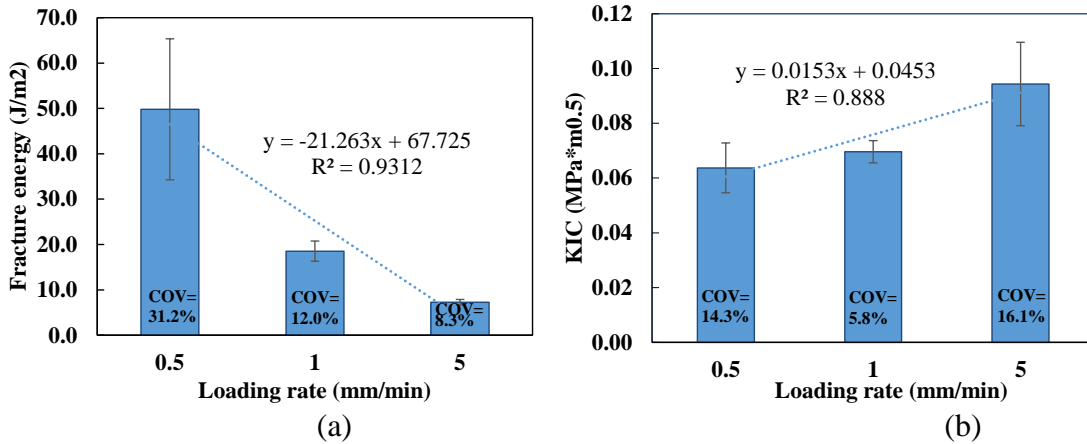 70.0
60.0
50.0
40.0
30.0
20.0
10.0
0.0
Fracture energy (J/m2)
y = -21.263x + 67.725
R² = 0.9312
COV=
31.2%
COV=
12.0%
COV=
8.3%
0.5 1 5
Loading rate (mm/min)
(a)
0.12
0.10
0.08
0.06
0.04
0.02
0.00
KIC (MPa*m0.5)
y = 0.0153x + 0.0453
R² = 0.888
COV=
14.3%
COV=
5.8%
COV=
16.1%
0.5 1 5
Loading rate (mm/min)
(b)